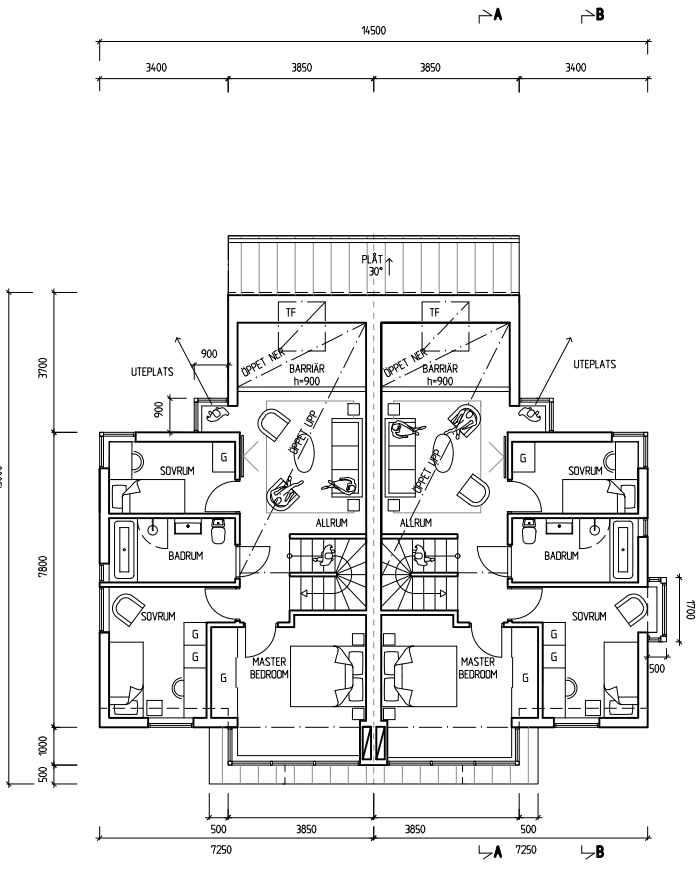 A B
14500
3400 3850 3850 3400
PLÅT
30°
TF TF
900
ÖPPET NER ÖPPET NER
UTEPLATS BARRIÄR BARRIÄR UTEPLATS
h=900 h=900
3700
900
ÖPPET UPP ÖPPET UPP
G G
SOVRUM SOVRUM
ALLRUM ALLRUM
BADRUM BADRUM
7800
SOVRUM SOVRUM
1700
G G
G G
MASTER MASTER
BEDROOM BEDROOM
G G
500
1000
500
500 3850 3850 500
7250 A 7250 B